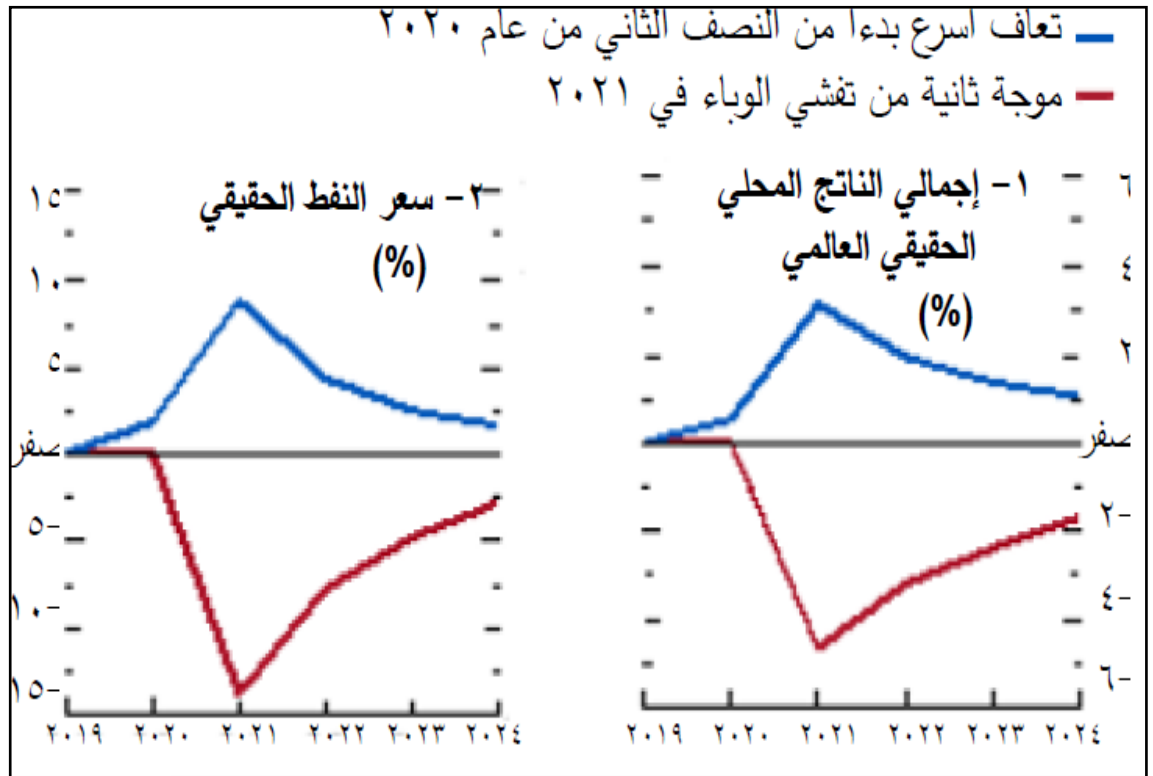 تعاف أسرع بدءا من النصف الثاني من عام ٢٠٢٠
موجة ثانية من تفشي الوباء في ٢٠٢١
١- إجمالي الناتج المحلي
الحقيقي العالمي
(%)
٦
٤
٢
صفر
٢-
٤-
٦-
٢٠١٩ ٢٠٢٠ ٢٠٢١ ٢٠٢٢ ٢٠٢٣ ٢٠٢٤
٢- سعر النفط الحقيقي
(%)
١٥
١٠
٥
صفر
٥-
١٠-
١٥-
٢٠١٩ ٢٠٢٠ ٢٠٢١ ٢٠٢٢ ٢٠٢٣ ٢٠٢٤